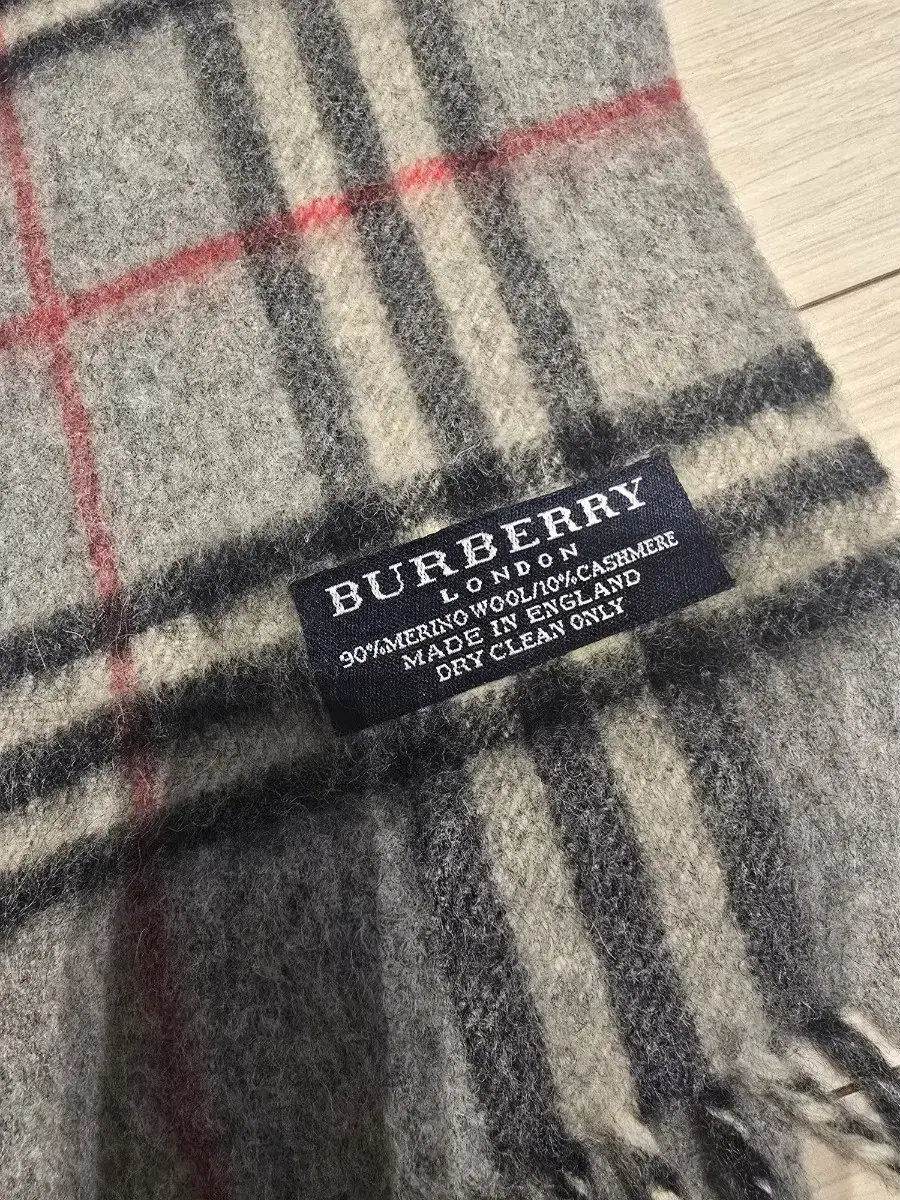 BURBERRY
LONDON
90%MERINO WOOL/10%CASHMERE
MADE IN ENGLAND
DRY CLEAN ONLY